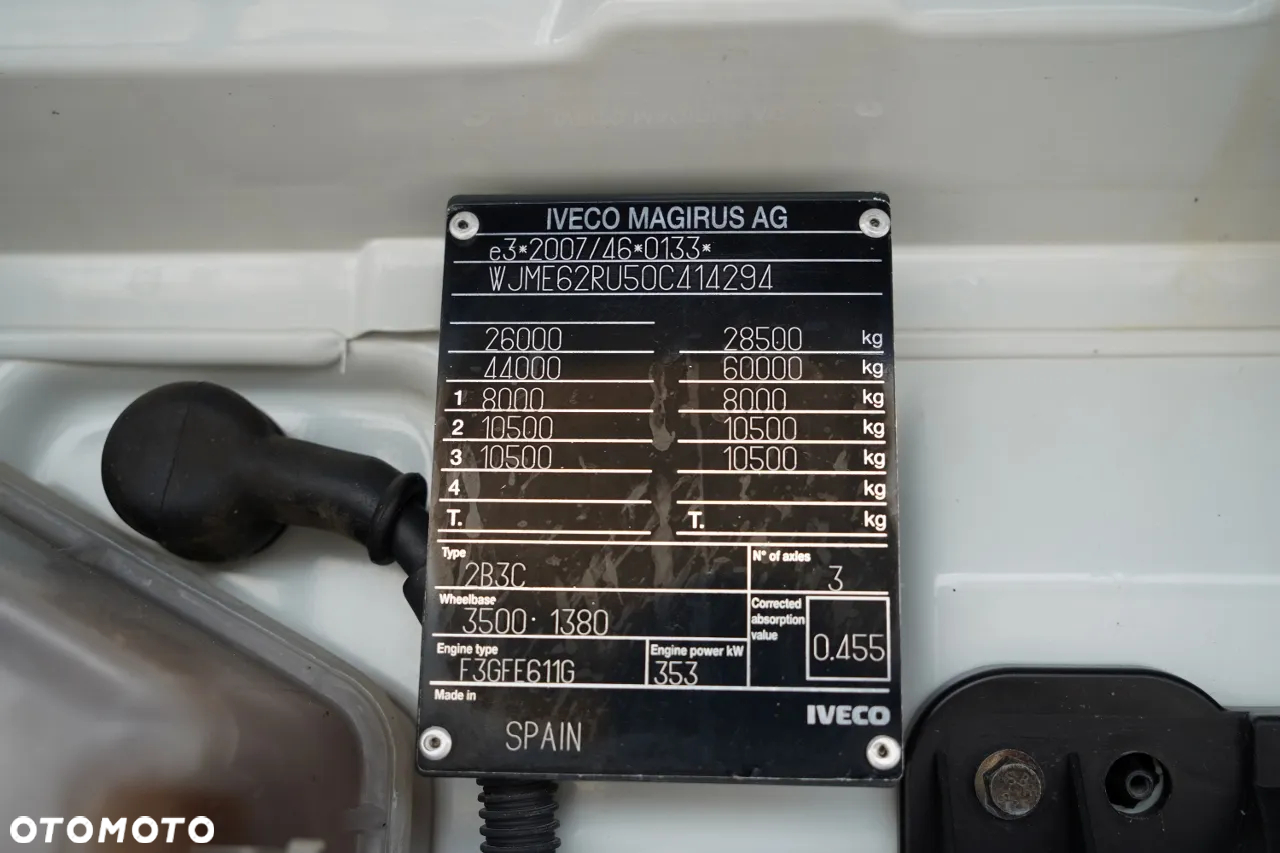 IVECO MAGIRUS AG
e3*2007/46*0133*
WJME62RU50C414294
26000 28500 kg
44000 60000 kg
1 8000 8000 kg
2 10500 10500 kg
3 10500 10500 kg
4 kg
T. T. kg
Type N° of axles
2B3C 3
Wheelbase Corrected absorption value
3500· 1380 0.455
Engine type Engine power kW
F3GFE611G 353
Made in
IVECO
SPAIN
OTOMOTO